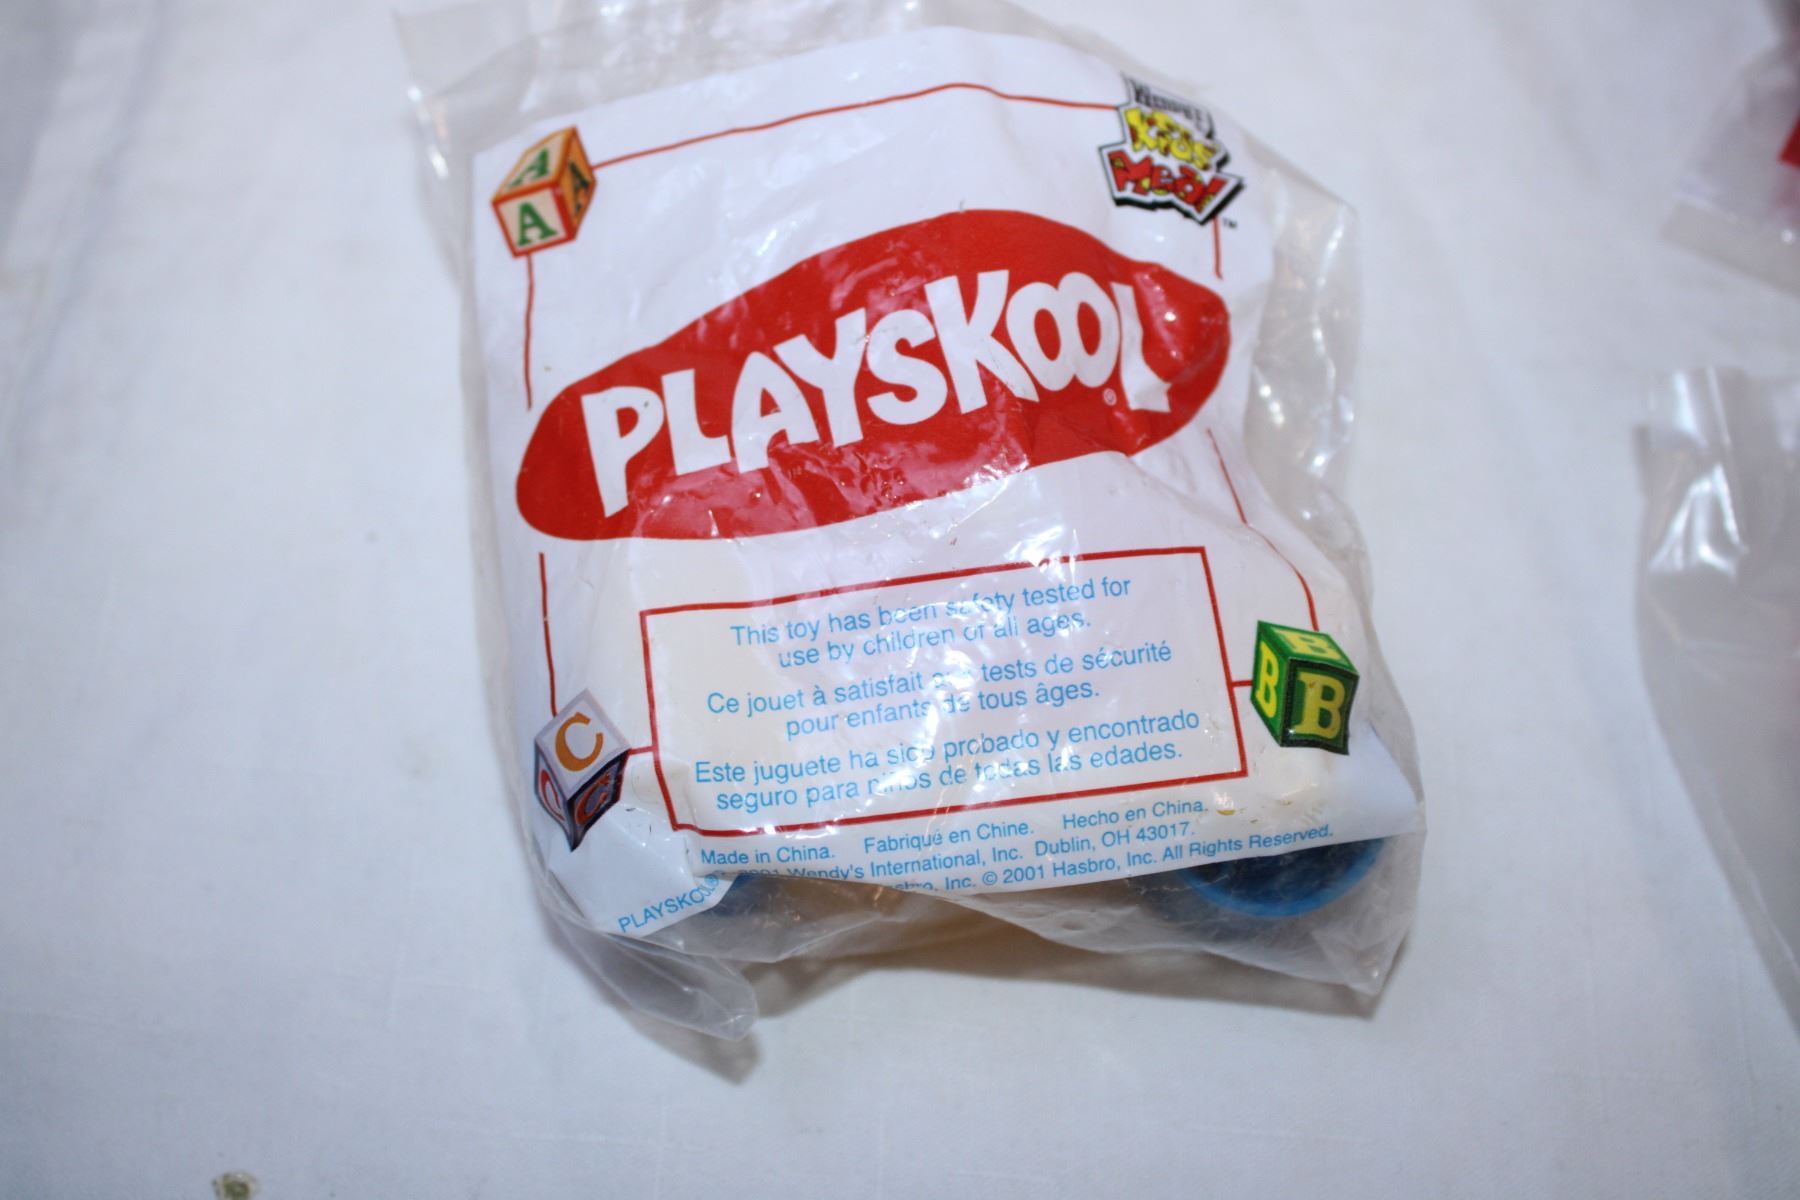 A
A
A
Wendy's
Kids'
Meal
™
PLAYSKOOL®
This toy has been safety tested for
use by children of all ages.
Ce jouet à satisfait aux tests de sécurité
pour enfants de tous âges.
Este juguete ha sido probado y encontrado
seguro para niños de todas las edades.
B
B
B
C
C
C
Made in China. Fabriqué en Chine. Hecho en China.
© 2001 Wendy's International, Inc. Dublin, OH 43017.
PLAYSKOOL® Inc. © 2001 Hasbro, Inc. All Rights Reserved.